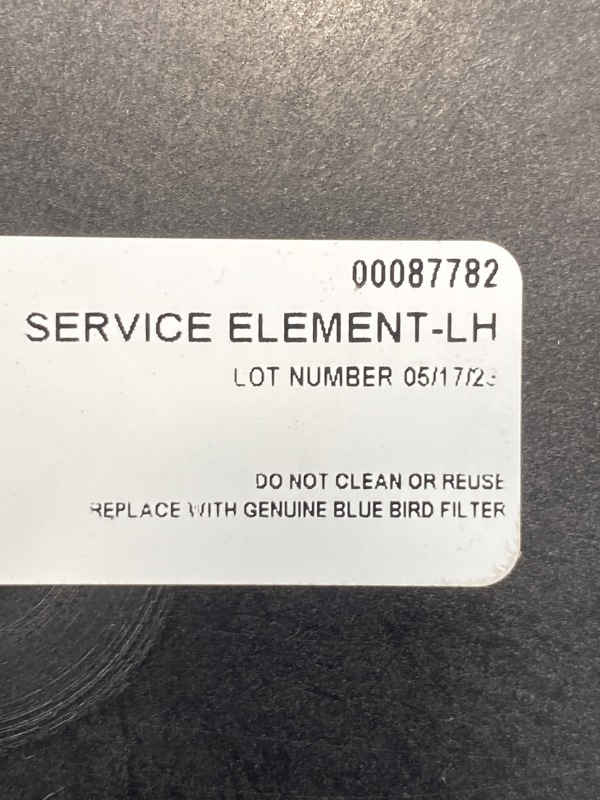 00087782
SERVICE ELEMENT-LH
LOT NUMBER 05/17/23
DO NOT CLEAN OR REUSE
REPLACE WITH GENUINE BLUE BIRD FILTER